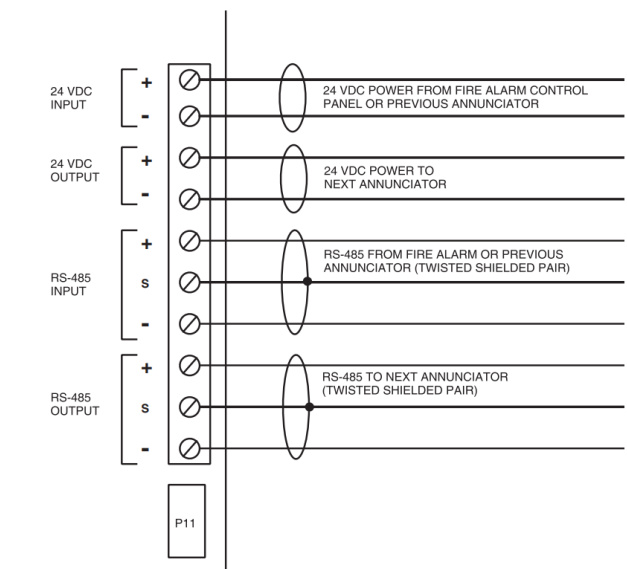 24 VDC
INPUT
+
-
24 VDC POWER FROM FIRE ALARM CONTROL
PANEL OR PREVIOUS ANNUNCIATOR
24 VDC
OUTPUT
+
-
24 VDC POWER TO
NEXT ANNUNCIATOR
RS-485
INPUT
+
S
-
RS-485 FROM FIRE ALARM OR PREVIOUS
ANNUNCIATOR (TWISTED SHIELDED PAIR)
RS-485
OUTPUT
+
S
-
RS-485 TO NEXT ANNUNCIATOR
(TWISTED SHIELDED PAIR)
P11